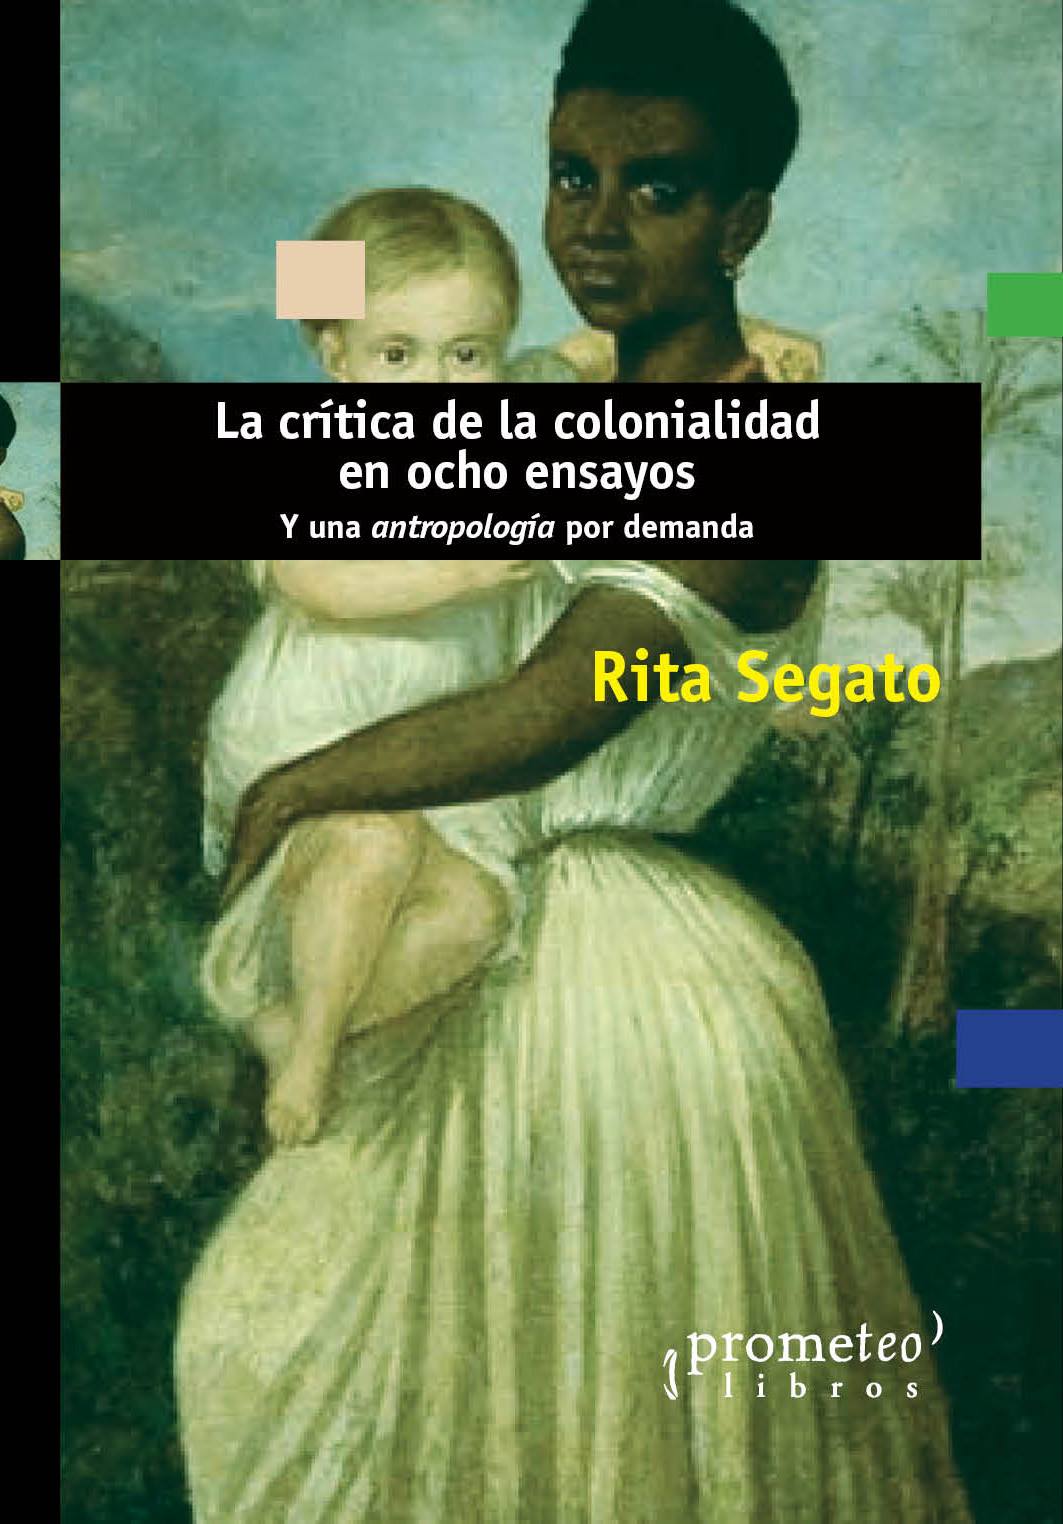 La crítica de la colonialidad
en ocho ensayos
Y una antropología por demanda
Rita Segato
prometeo
libros